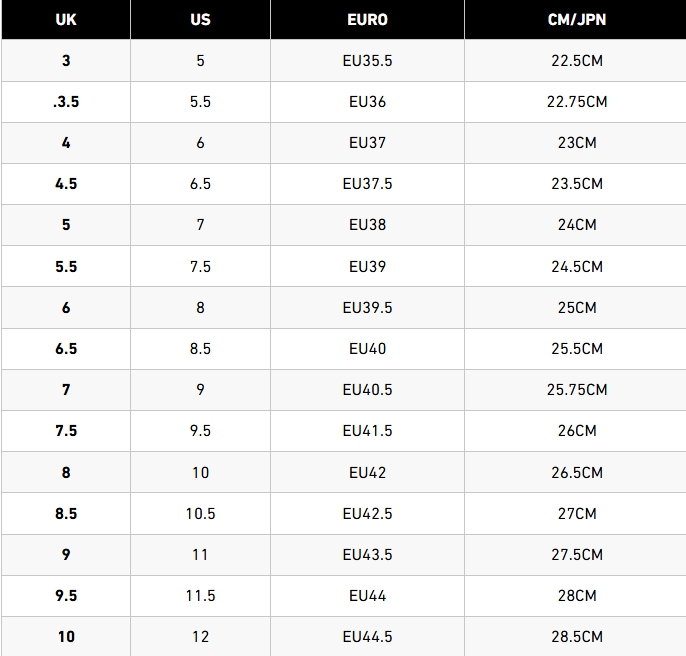 UK US EURO CM/JPN
3 5 EU35.5 22.5CM
.3.5 5.5 EU36 22.75CM
4 6 EU37 23CM
4.5 6.5 EU37.5 23.5CM
5 7 EU38 24CM
5.5 7.5 EU39 24.5CM
6 8 EU39.5 25CM
6.5 8.5 EU40 25.5CM
7 9 EU40.5 25.75CM
7.5 9.5 EU41.5 26CM
8 10 EU42 26.5CM
8.5 10.5 EU42.5 27CM
9 11 EU43.5 27.5CM
9.5 11.5 EU44 28CM
10 12 EU44.5 28.5CM